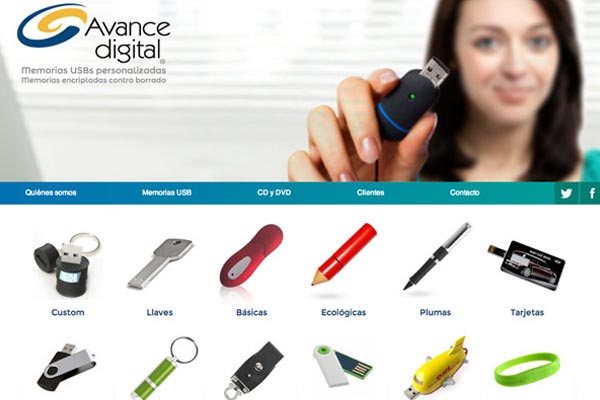 Avance
digital
Memorias USBs personalizadas
Memorias encriptadas contra borrado
Quiénes somos Memorias USB CD y DVD Clientes Contacto
Custom Llaves Básicas Ecológicas Plumas Tarjetas
DHL